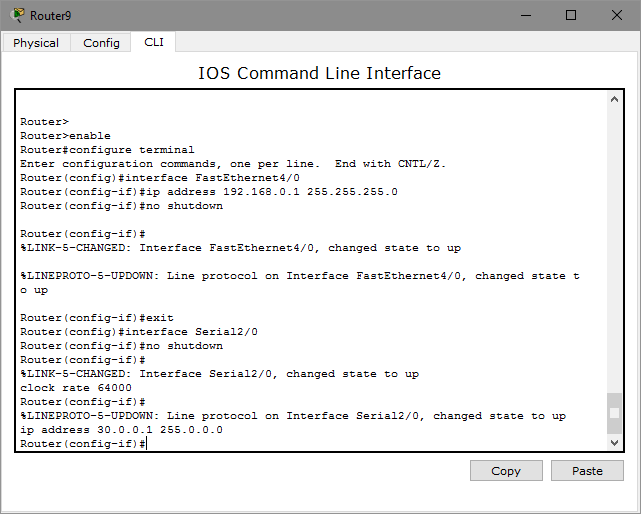 Router9
Physical
Config
CLI
IOS Command Line Interface
Router>
Router>enable
Router#configure terminal
Enter configuration commands, one per line.  End with CNTL/Z.
Router(config)#interface FastEthernet4/0
Router(config-if)#ip address 192.168.0.1 255.255.255.0
Router(config-if)#no shutdown
Router(config-if)#
%LINK-5-CHANGED: Interface FastEthernet4/0, changed state to up
%LINEPROTO-5-UPDOWN: Line protocol on Interface FastEthernet4/0, changed state t
o up
Router(config-if)#exit
Router(config)#interface Serial2/0
Router(config-if)#no shutdown
Router(config-if)#
%LINK-5-CHANGED: Interface Serial2/0, changed state to up
clock rate 64000
Router(config-if)#
%LINEPROTO-5-UPDOWN: Line protocol on Interface Serial2/0, changed state to up
ip address 30.0.0.1 255.0.0.0
Router(config-if)#
Copy
Paste